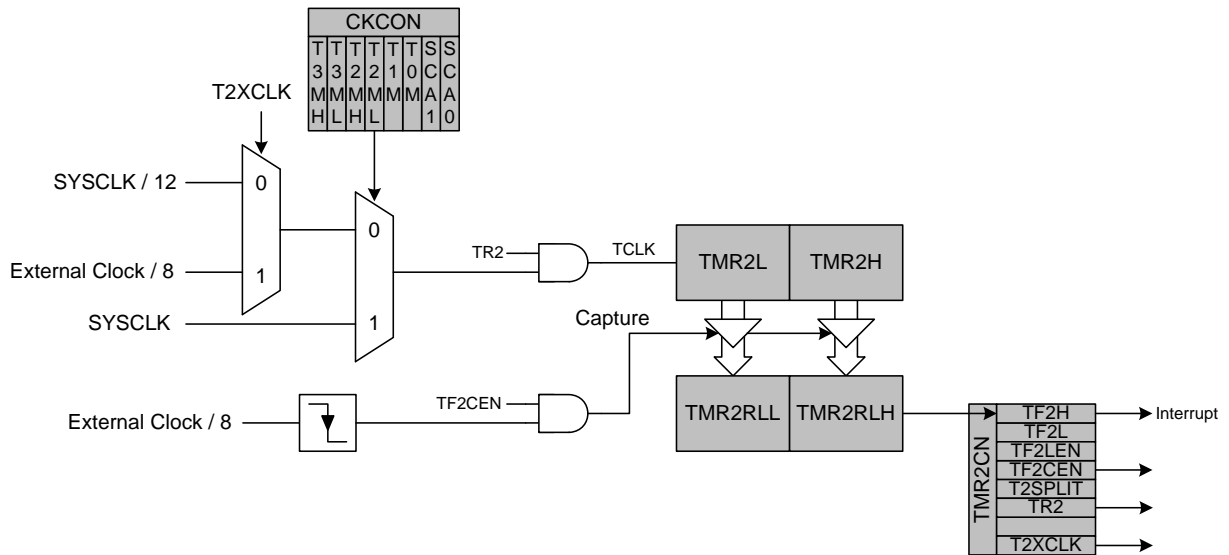 CKCON
T3MH
T3ML
T2MH
T2ML
T1M
T0M
SCA1
SCA0
T2XCLK
SYSCLK / 12
0
External Clock / 8
1
SYSCLK
0
1
TR2
TCLK
TMR2L
TMR2H
Capture
External Clock / 8
TF2CEN
TMR2RLL
TMR2RLH
TMR2CN
TF2H
TF2L
TF2LEN
TF2CEN
T2SPLIT
TR2
T2XCLK
Interrupt